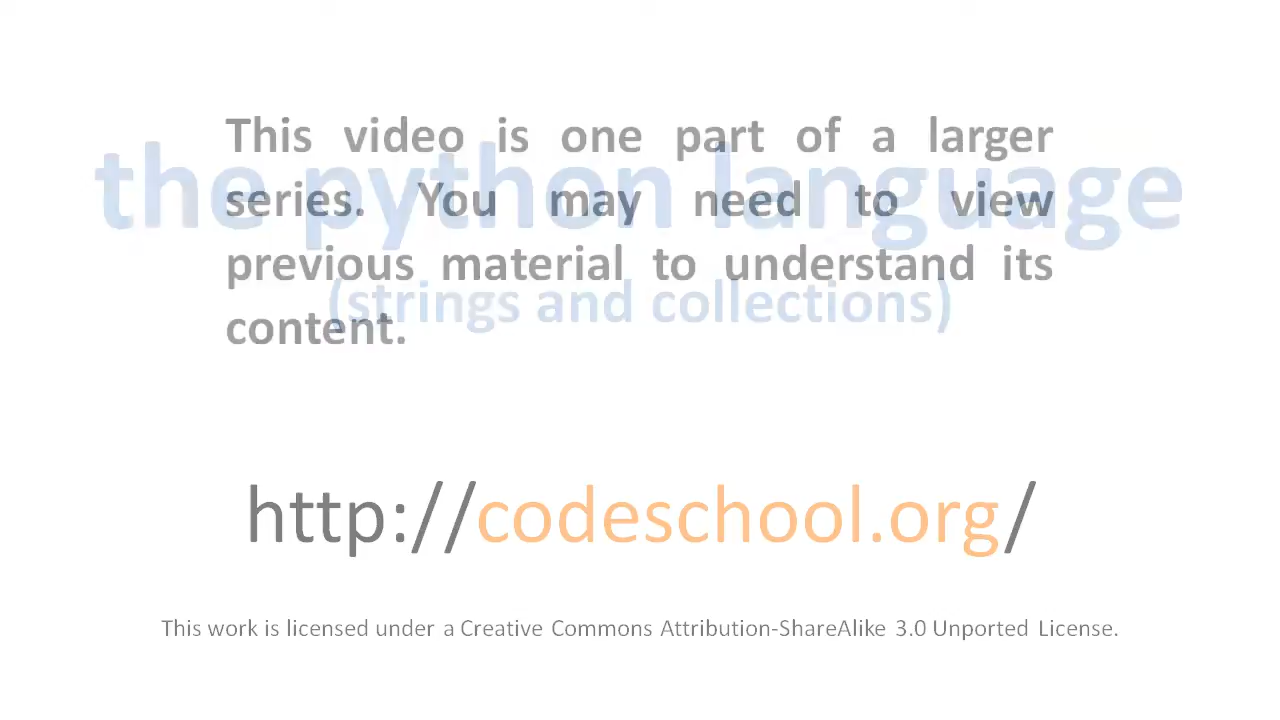 This video is one part of a larger
the python language
series. You may need to view
previous material to understand its
(strings and collections)
content.
http://codeschool.org/
This work is licensed under a Creative Commons Attribution-ShareAlike 3.0 Unported License.